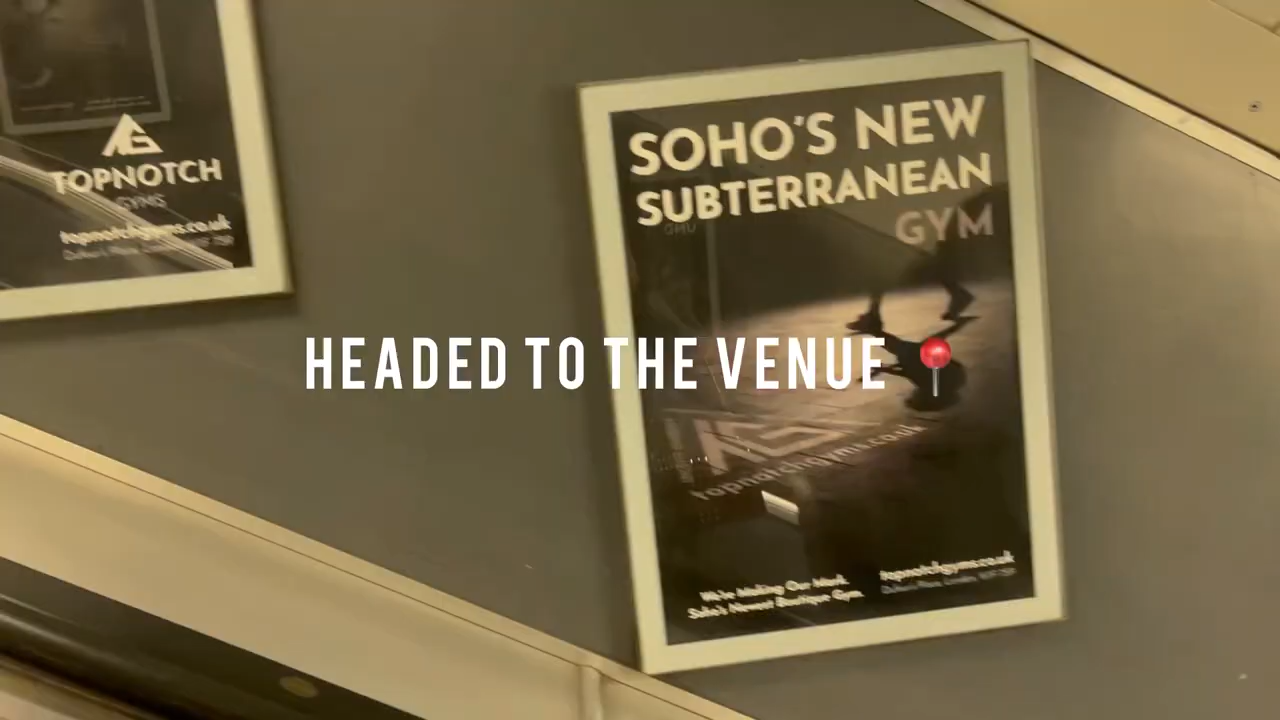 TOPNOTCH
GYMS
topnotchgyms.co.uk
SOHO'S NEW
SUBTERRANEAN
GYM
HEADED TO THE VENUE
topnotchgyms.co.uk
We're Making Our Mark.
Soho's Newest Boutique Gym.
topnotchgyms.co.uk